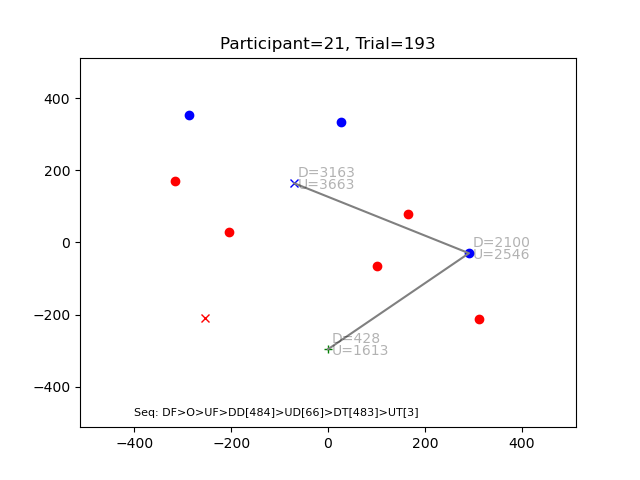 Participant=21, Trial=193
400
200
0
−200
−400
D=3163
U=3663
D=2100
U=2546
D=428
U=1613
Seq: DF>O>UF>DD[484]>UD[66]>DT[483]>UT[3]
−400
−200
0
200
400